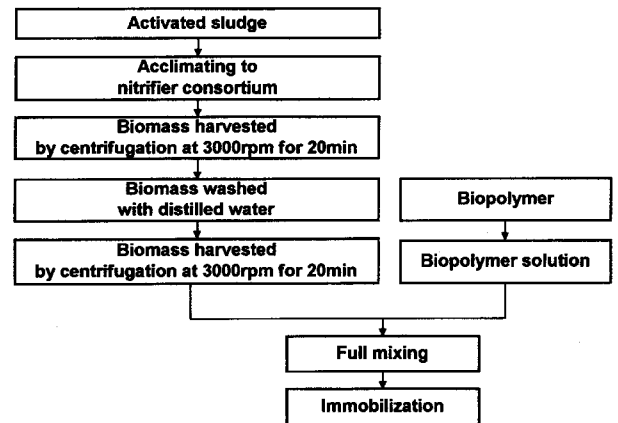 Activated sludge
Acclimating to
nitrifier consortium
Biomass harvested
by centrifugation at 3000rpm for 20min
Biomass washed
with distilled water
Biomass harvested
by centrifugation at 3000rpm for 20min
Biopolymer
Biopolymer solution
Full mixing
Immobilization